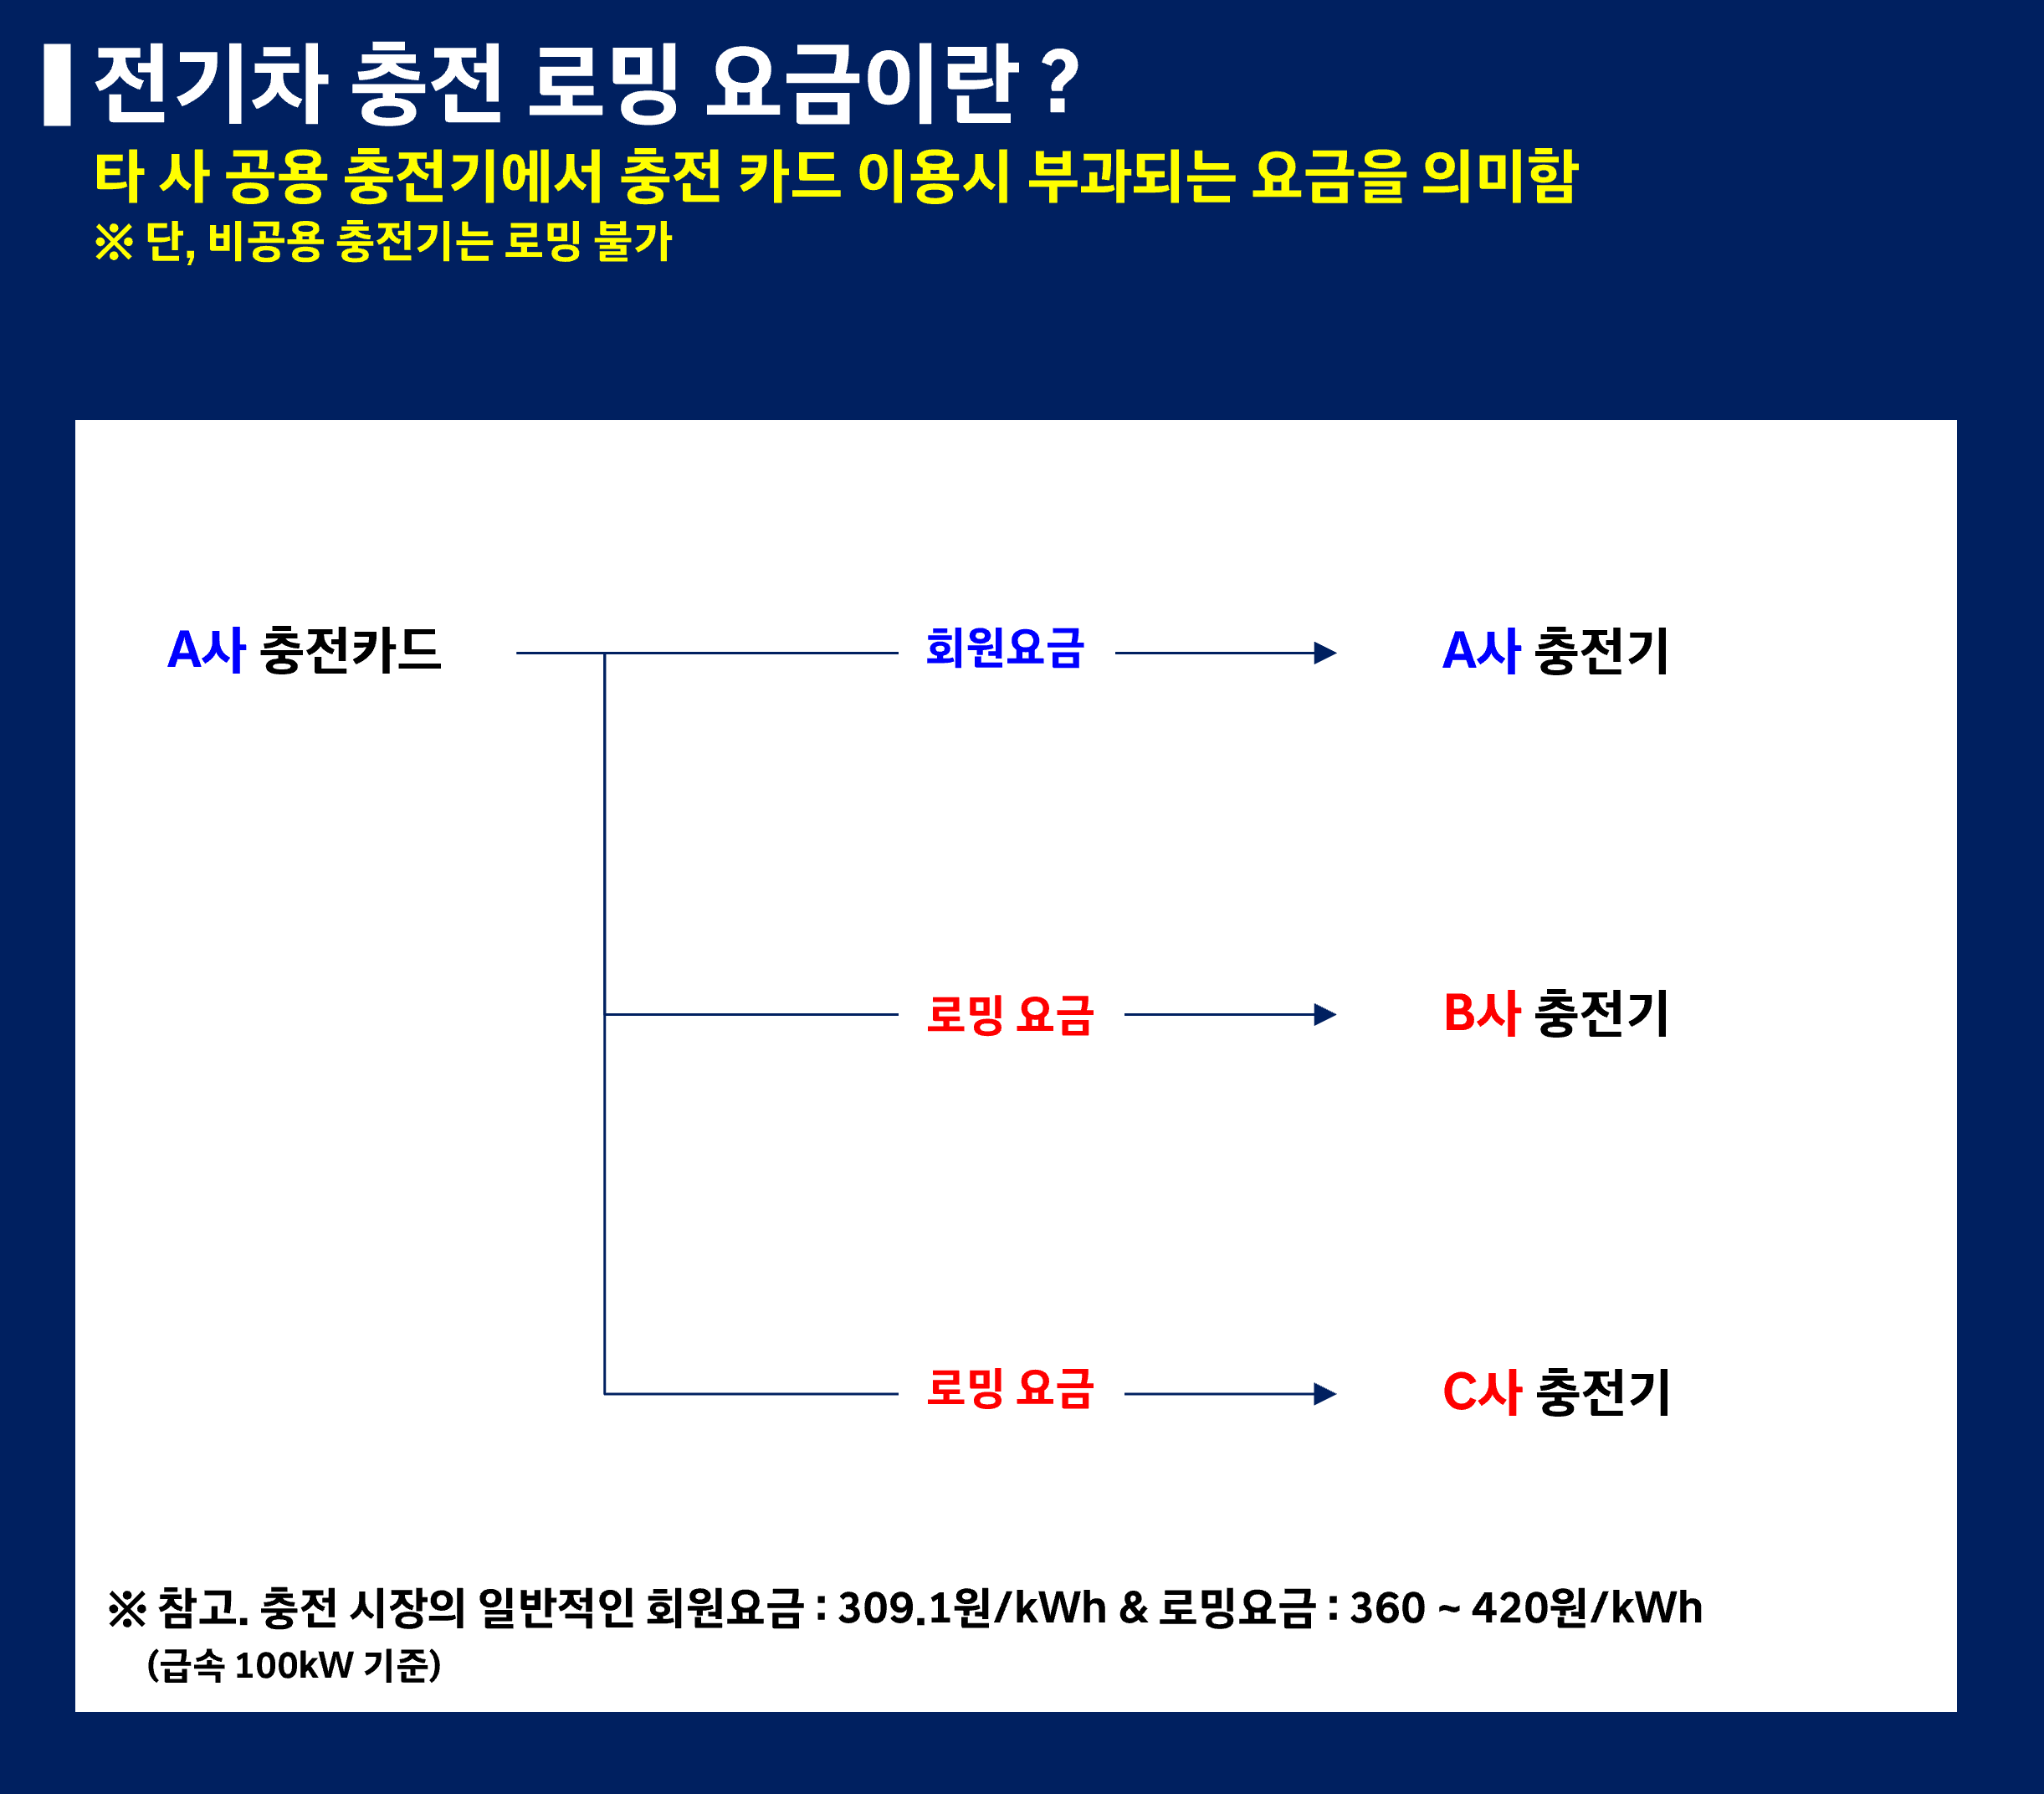 전기차 충전 로밍 요금이란 ?
타 사 공용 충전기에서 충전 카드 이용시 부과되는 요금을 의미함
※ 단, 비공용 충전기는 로밍 불가
A사 충전카드 회원요금 A사 충전기
로밍 요금 B사 충전기
로밍 요금 C사 충전기
※ 참고. 충전 시장의 일반적인 회원요금 : 309.1원/kWh & 로밍요금 : 360 ~ 420원/kWh
(급속 100kW 기준)